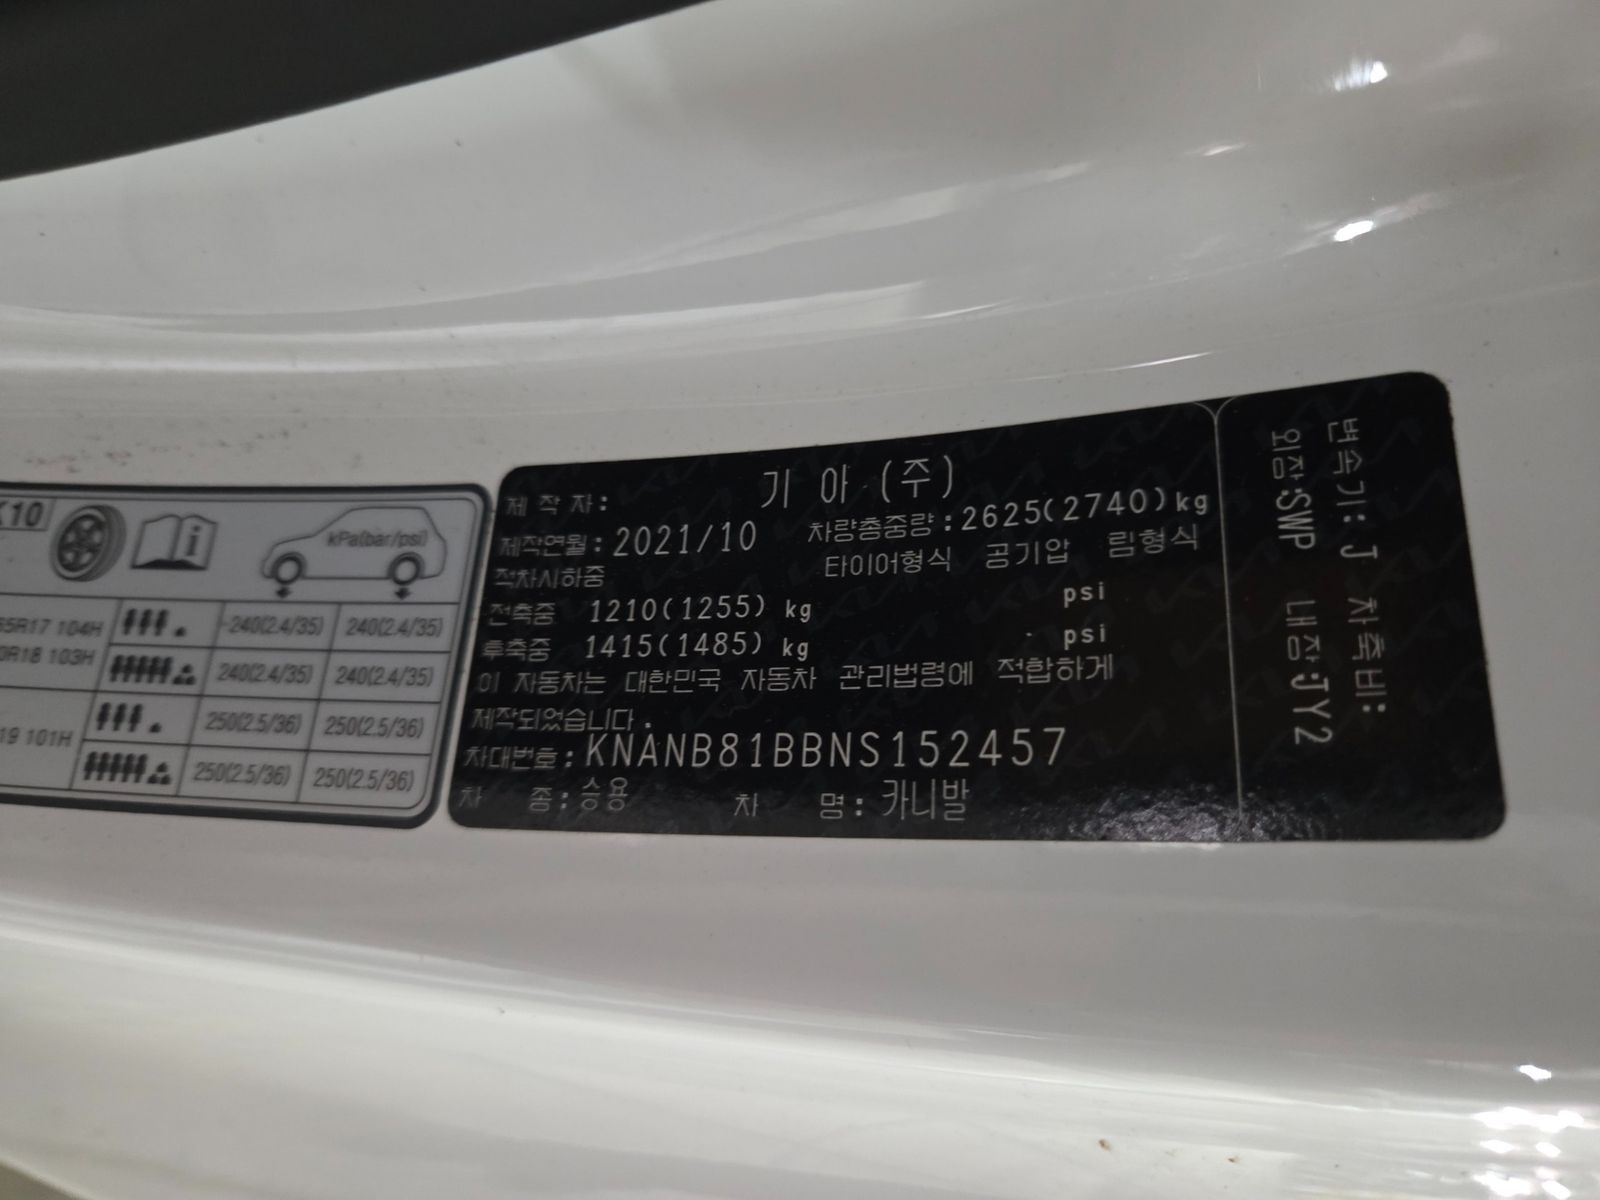 K10
kPa(bar/psi)
65R17 104H
0R18 103H
240(2.4/35) 240(2.4/35)
240(2.4/35) 240(2.4/35)
19 101H
250(2.5/36) 250(2.5/36)
250(2.5/36) 250(2.5/36)
제 작 자: 기 아 (주)
제작연월: 2021/10 차량총중량: 2625(2740)kg
적차시하중 타이어형식 공기압 림형식
전축중 1210(1255) kg psi
후축중 1415(1485) kg psi
이 자동차는 대한민국 자동차 관리법령에 적합하게
제작되었습니다.
차대번호: KNANB81BBNS152457
차 종: 승용 차 명: 카니발
변속기: J 차축비:
외장:SWP 내장:JY2